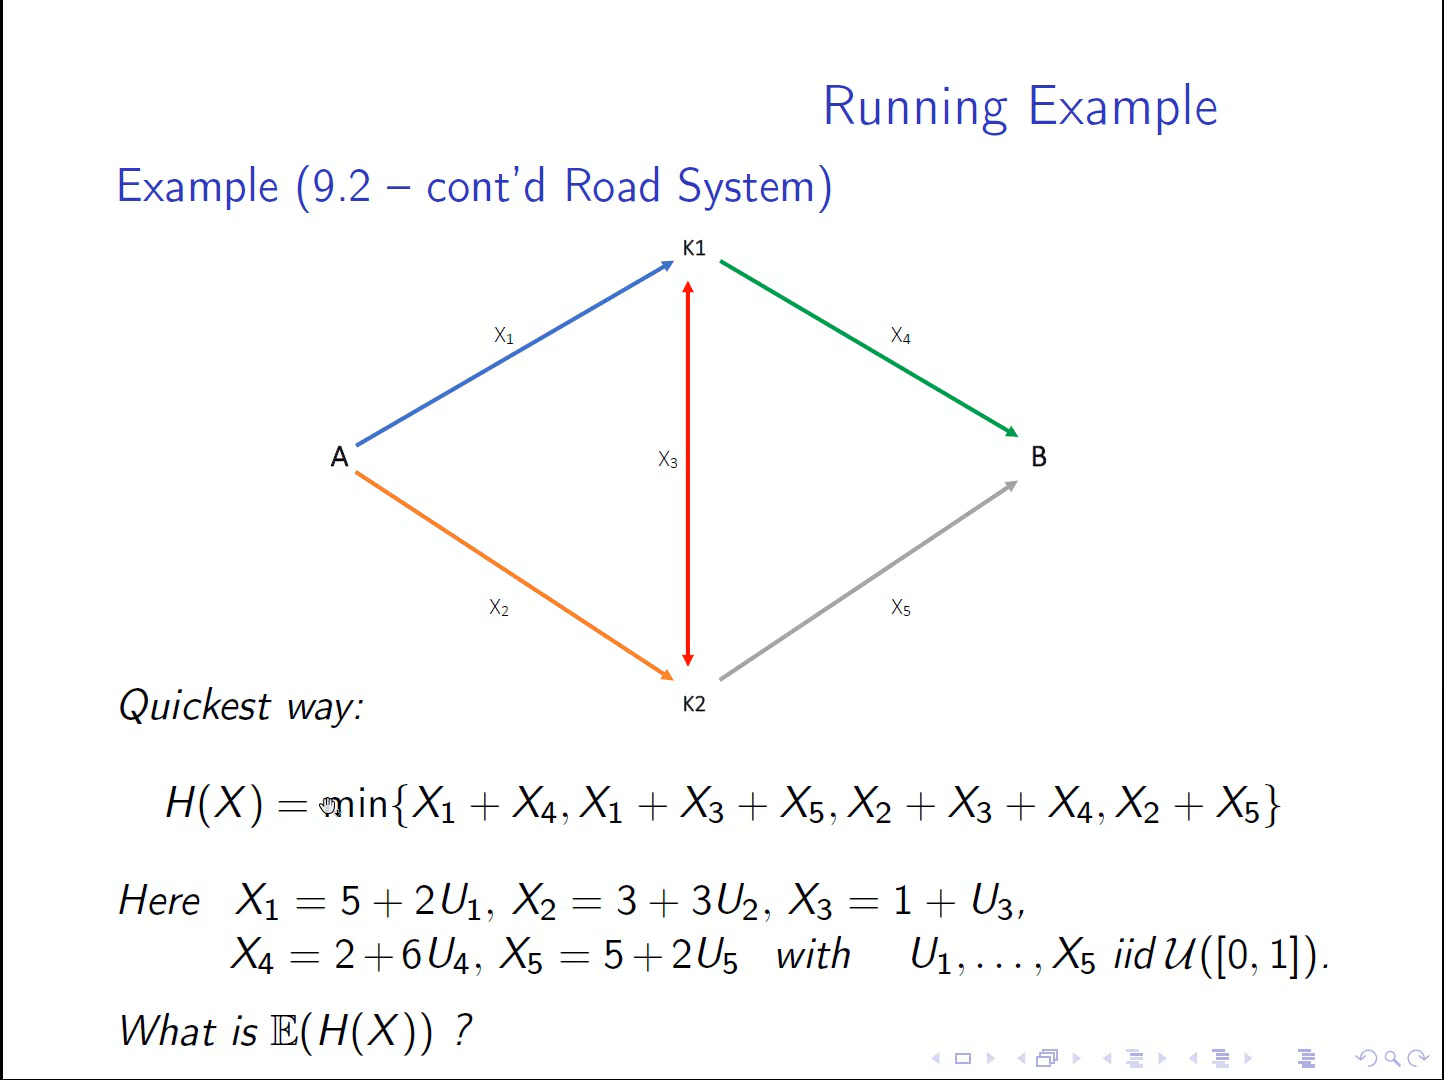 Running Example
Example (9.2 – cont'd Road System)
K1
X₁
X₄
A
X₃
B
X₂
X₅
K2
Quickest way:
H(X) = min{X₁ + X₄, X₁ + X₃ + X₅, X₂ + X₃ + X₄, X₂ + X₅}
Here X₁ = 5 + 2U₁, X₂ = 3 + 3U₂, X₃ = 1 + U₃,
X₄ = 2 + 6U₄, X₅ = 5 + 2U₅ with U₁, . . . , X₅ iid 𝒰([0, 1]).
What is 𝔼(H(X)) ?